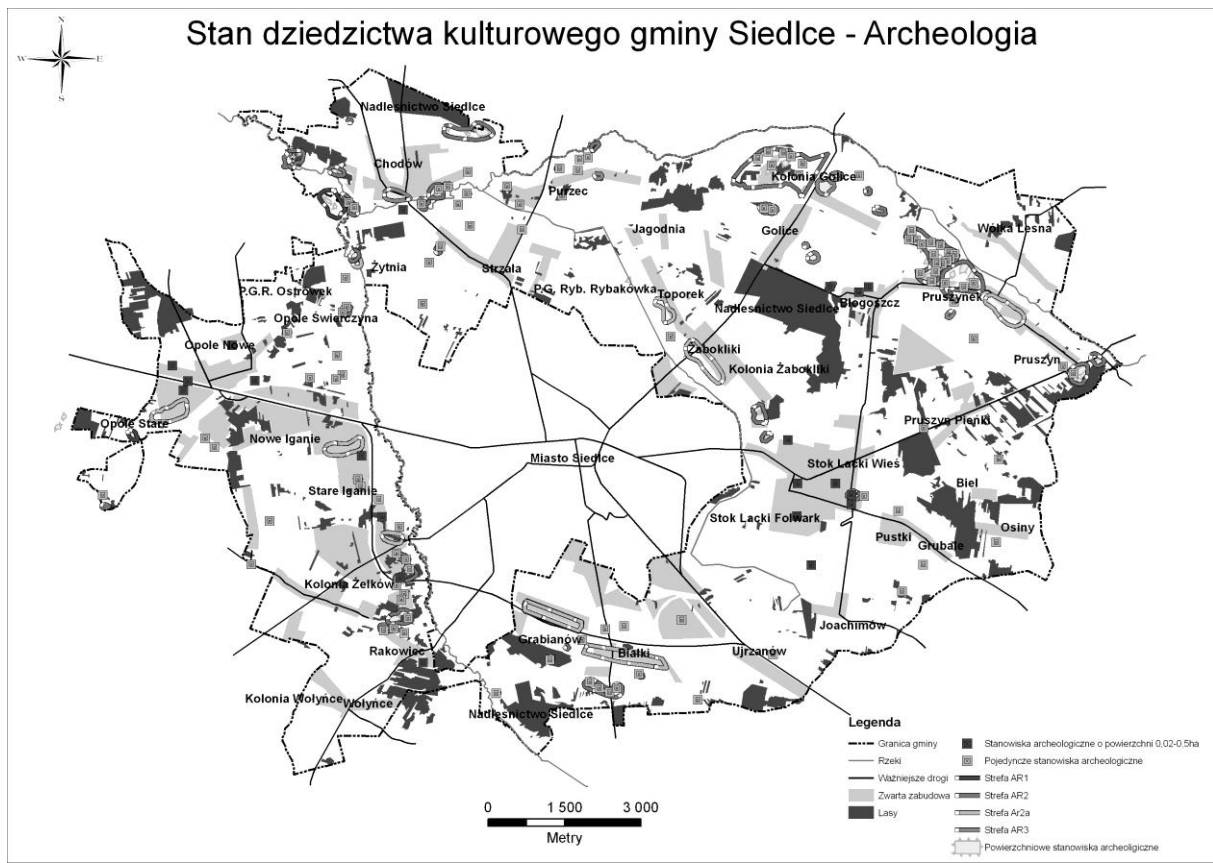 Stan dziedzictwa kulturowego gminy Siedlce - Archeologia
N
W E
S
Nadleśnictwo Siedlce
Chodów
Kolonia Golice
Purzec
Wólka Leśna
Jagodnia
Golice
Żytnia
Strzała
P.G.R. Ostrówek
P.G. Ryb. Rybakówka
Toporek
Nadleśnictwo Siedlce
Błogoszcz
Pruszynek
Opole Świerczyna
Opole Nowe
Żabokliki
Kolonia Żabokliki
Pruszyn
Opole Stare
Pruszyn Pieńki
Nowe Iganie
Miasto Siedlce
Stok Lacki Wieś
Stare Iganie
Biel
Stok Lacki Folwark
Osiny
Pustki
Grubale
Kolonia Żelków
Joachimów
Grabianów
Rakowiec
Białki
Ujrzanów
Kolonia Wołyńce
Wołyńce
Nadleśnictwo Siedlce
Legenda
Granica gminy
Rzeki
Ważniejsze drogi
Zwarta zabudowa
Lasy
Stanowiska archeologiczne o powierzchni 0,02-0,5ha
Pojedyncze stanowiska archeologiczne
Strefa AR1
Strefa AR2
Strefa Ar2a
Strefa AR3
Powierzchniowe stanowiska archeoligiczne
0 1 500 3 000
Metry